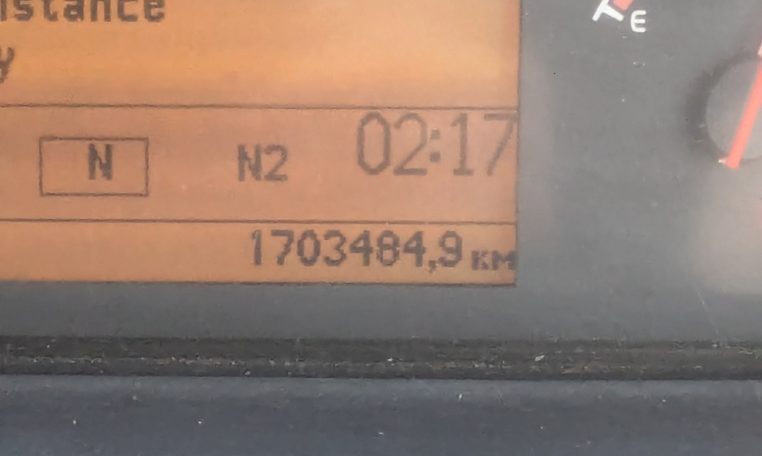 istance
y
N N2 02:17
1703484,9 км
E